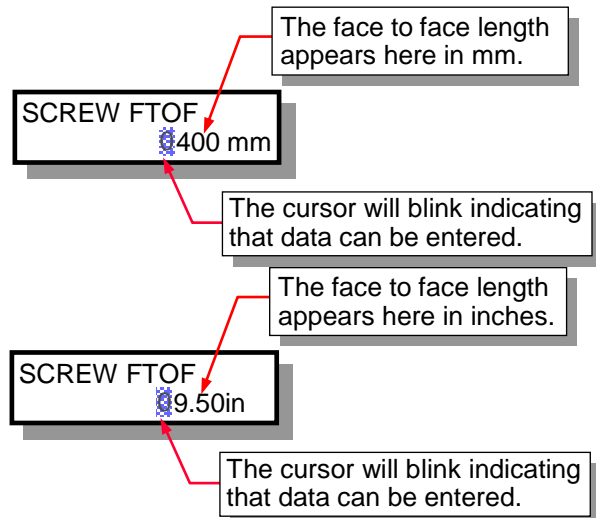 The face to face length
appears here in mm.
SCREW FTOF
0400 mm
The cursor will blink indicating
that data can be entered.
The face to face length
appears here in inches.
SCREW FTOF
09.50in
The cursor will blink indicating
that data can be entered.